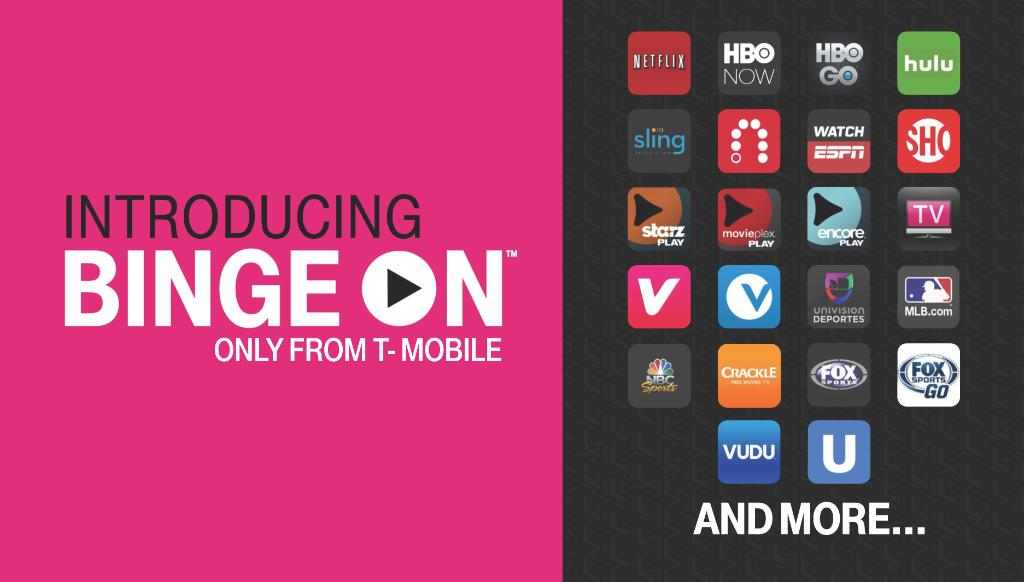 INTRODUCING
BINGE ON™
ONLY FROM T-MOBILE
NETFLIX
HBO
NOW
HBO
GO
hulu
sling
TELEVISION
WATCH
ESPN
SHO
starz
PLAY
movieplex
PLAY
encore
PLAY
TV
V
V
UNIVISION
DEPORTES
MLB.com
NBC
Sports
CRACKLE
FREE MOVIES + TV
FOX
SPORTS
FOX
SPORTS
GO
VUDU
U
AND MORE...